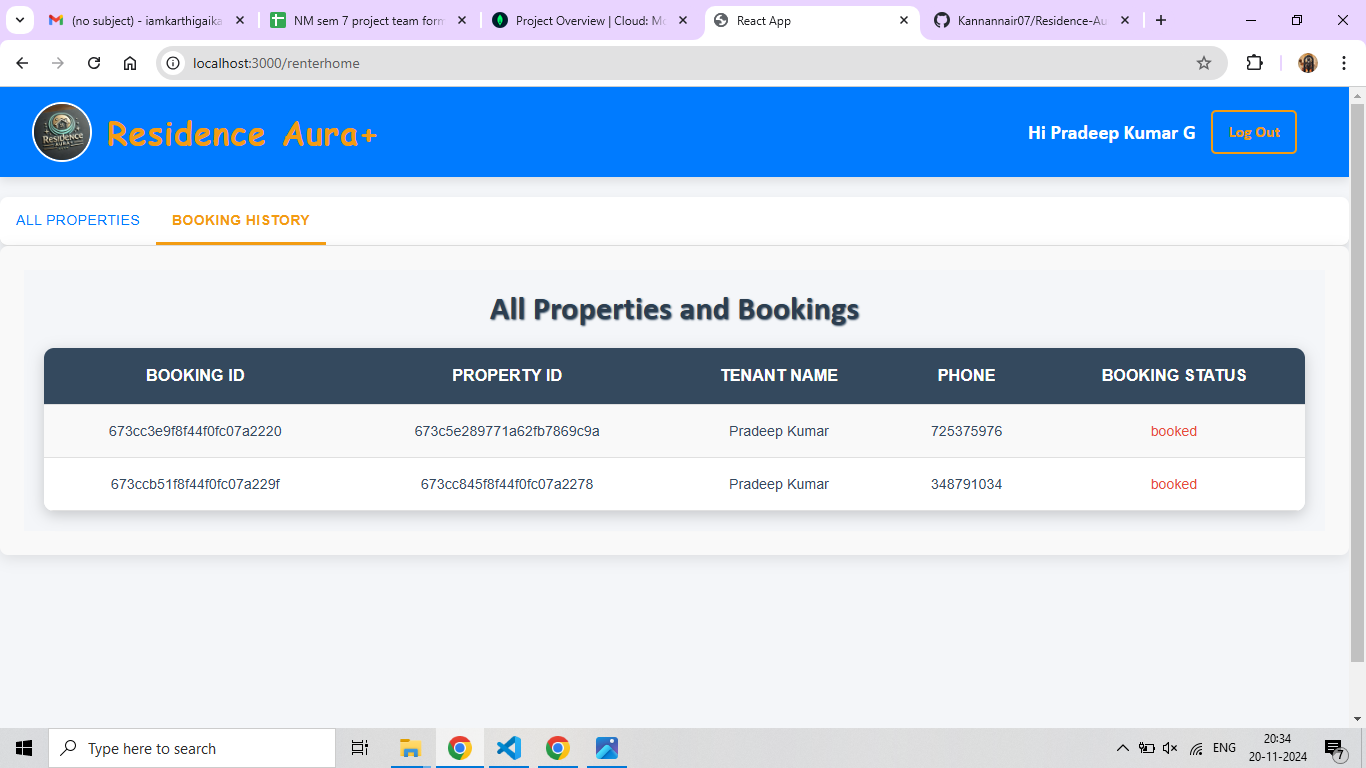 (no subject) - iamkarthigaika
NM sem 7 project team form
Project Overview | Cloud: Mo
React App
Kannannair07/Residence-Au
localhost:3000/renterhome
Residence Aura+
Hi Pradeep Kumar G
Log Out
ALL PROPERTIES
BOOKING HISTORY
All Properties and Bookings
BOOKING ID PROPERTY ID TENANT NAME PHONE BOOKING STATUS
673cc3e9f8f44f0fc07a2220 673c5e289771a62fb7869c9a Pradeep Kumar 725375976 booked
673ccb51f8f44f0fc07a229f 673cc845f8f44f0fc07a2278 Pradeep Kumar 348791034 booked
Type here to search
ENG
20:34
20-11-2024
7